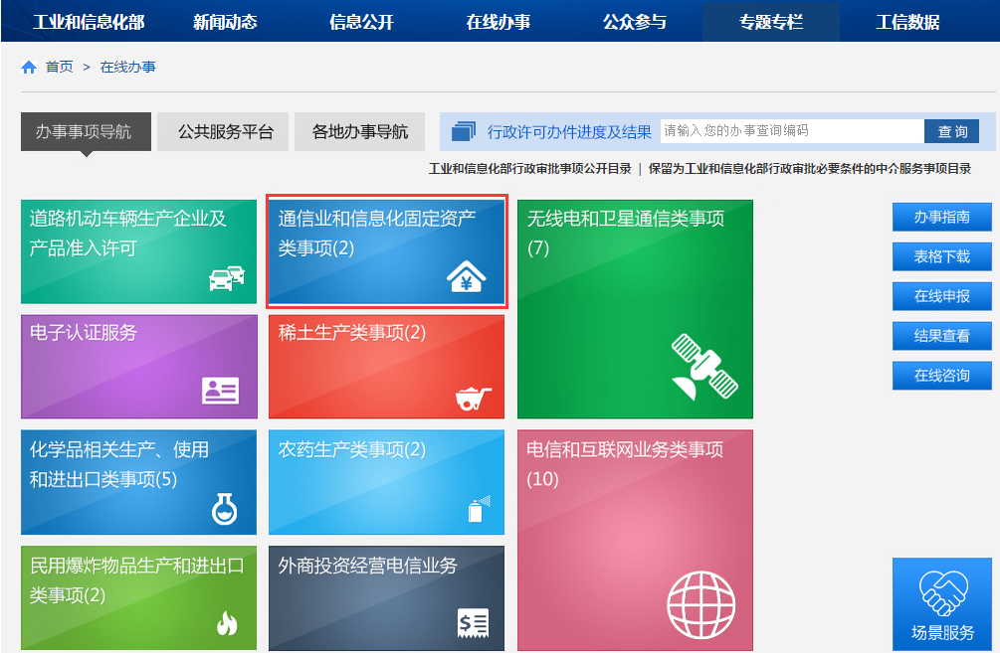 工业和信息化部 新闻动态 信息公开 在线办事 公众参与 专题专栏 工信数据
首页 > 在线办事
办事事项导航 公共服务平台 各地办事导航 行政许可办件进度及结果 请输入您的办事查询编码 查 询
工业和信息化部行政审批事项公开目录 | 保留为工业和信息化部行政审批必要条件的中介服务事项目录
道路机动车辆生产企业及
产品准入许可
通信业和信息化固定资产
类事项(2)
无线电和卫星通信类事项
(7)
办事指南
表格下载
在线申报
结果查看
在线咨询
电子认证服务
稀土生产类事项(2)
化学品相关生产、使用
和进出口类事项(5)
农药生产类事项(2)
电信和互联网业务类事项
(10)
民用爆炸物品生产和进出口
类事项(2)
外商投资经营电信业务
场景服务